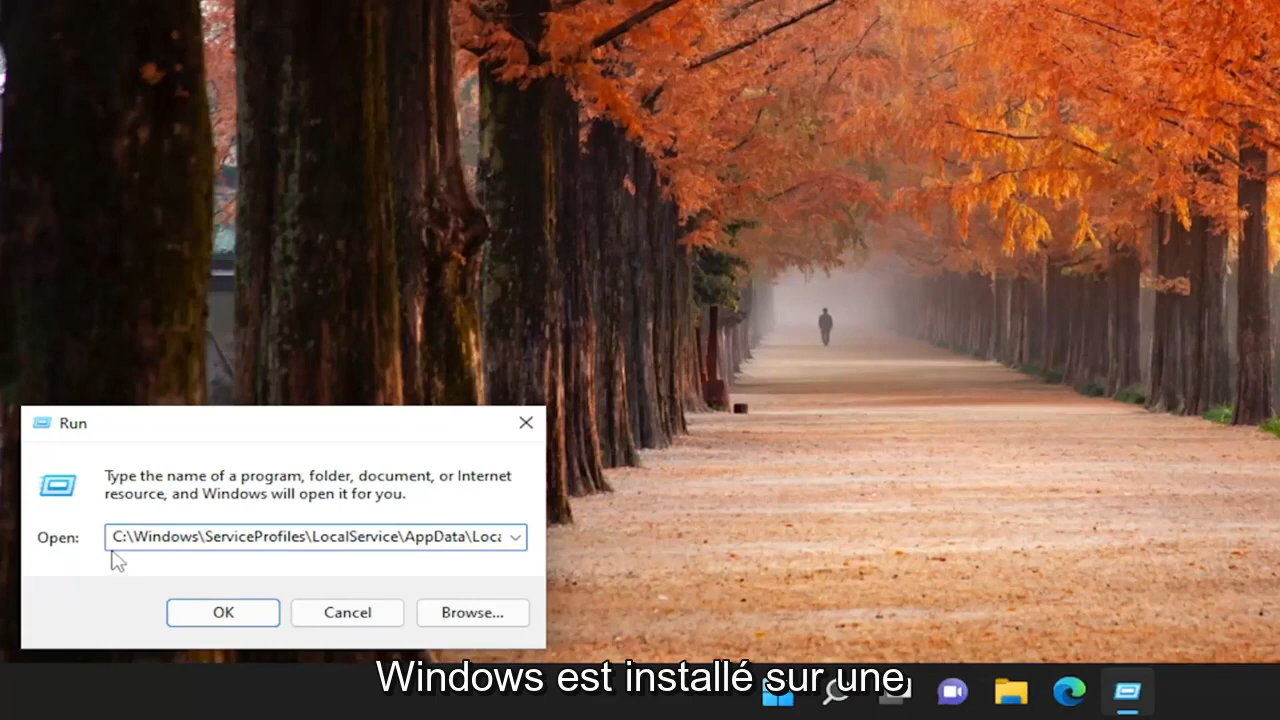 Run
Type the name of a program, folder, document, or Internet
resource, and Windows will open it for you.
Open:
C:\Windows\ServiceProfiles\LocalService\AppData\Loca
OK
Cancel
Browse...
Windows est installé sur une